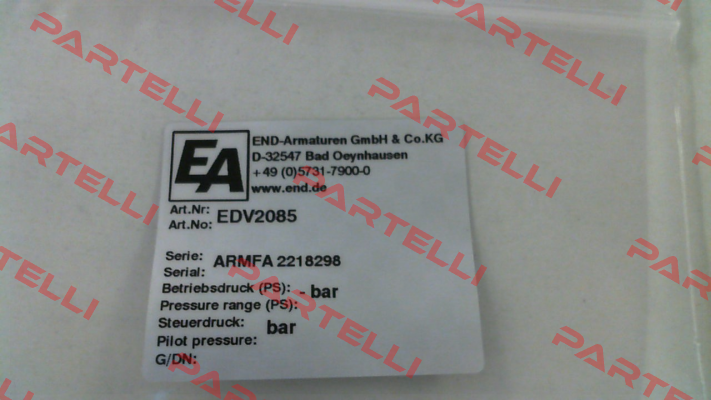 EA
END-Armaturen GmbH & Co.KG
D-32547 Bad Oeynhausen
+49 (0)5731-7900-0
www.end.de
Art.Nr:
Art.No: EDV2085
Serie:
Serial: ARMFA 2218298
Betriebsdruck (PS): - bar
Pressure range (PS):
Steuerdruck: bar
Pilot pressure:
G/DN:
PARTELLI
PARTELLI
PARTELLI
PARTELLI
PARTELLI
PARTELLI
PARTELLI
PARTELLI
PARTELLI